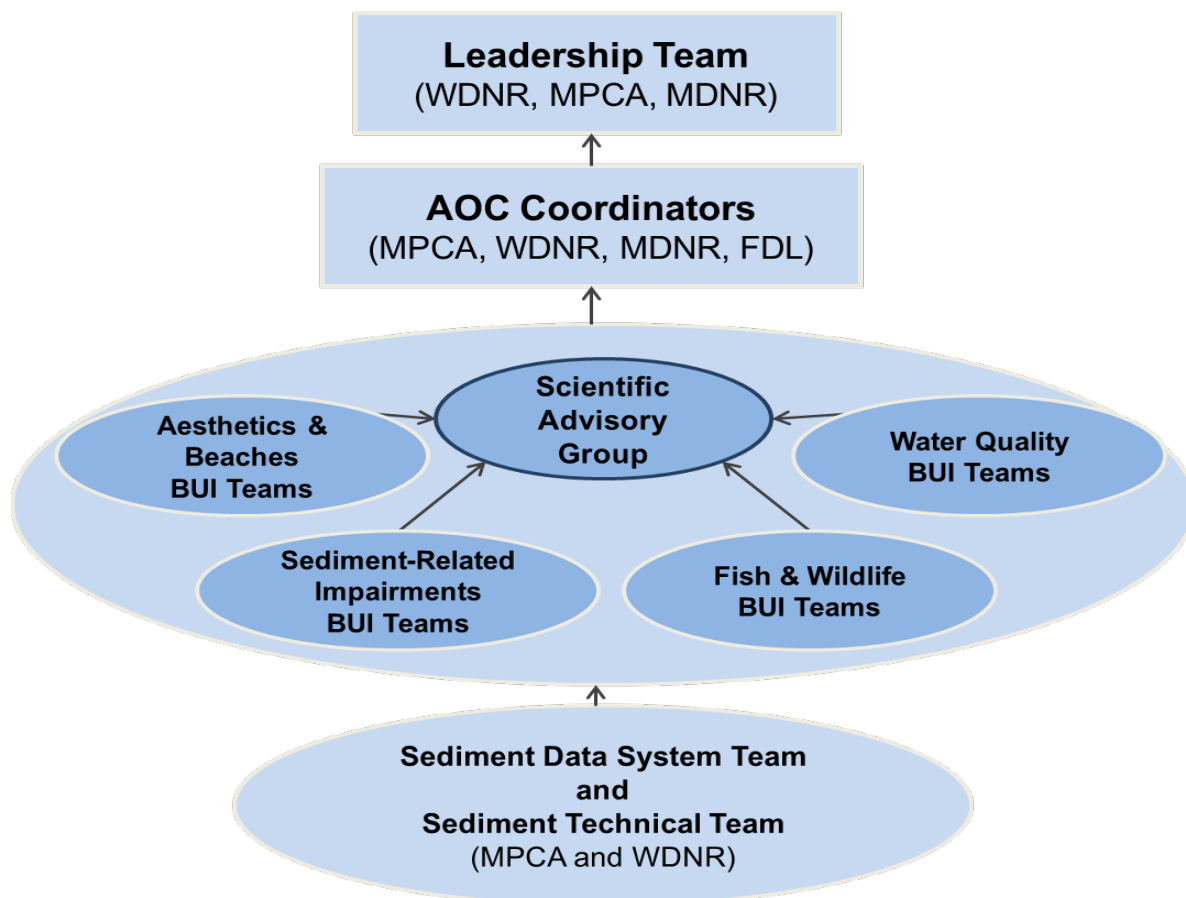 Leadership Team
(WDNR, MPCA, MDNR)
AOC Coordinators
(MPCA, WDNR, MDNR, FDL)
Scientific
Advisory
Group
Aesthetics &
Beaches
BUI Teams
Water Quality
BUI Teams
Sediment-Related
Impairments
BUI Teams
Fish & Wildlife
BUI Teams
Sediment Data System Team
and
Sediment Technical Team
(MPCA and WDNR)